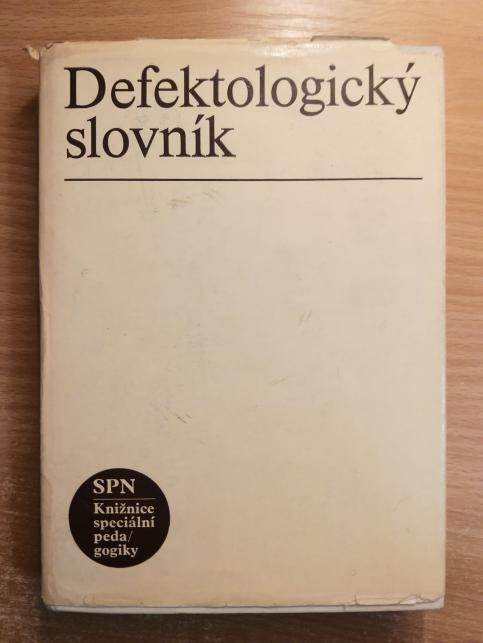 Defektologický
slovník
SPN
Knižnice
speciální
peda/
gogiky